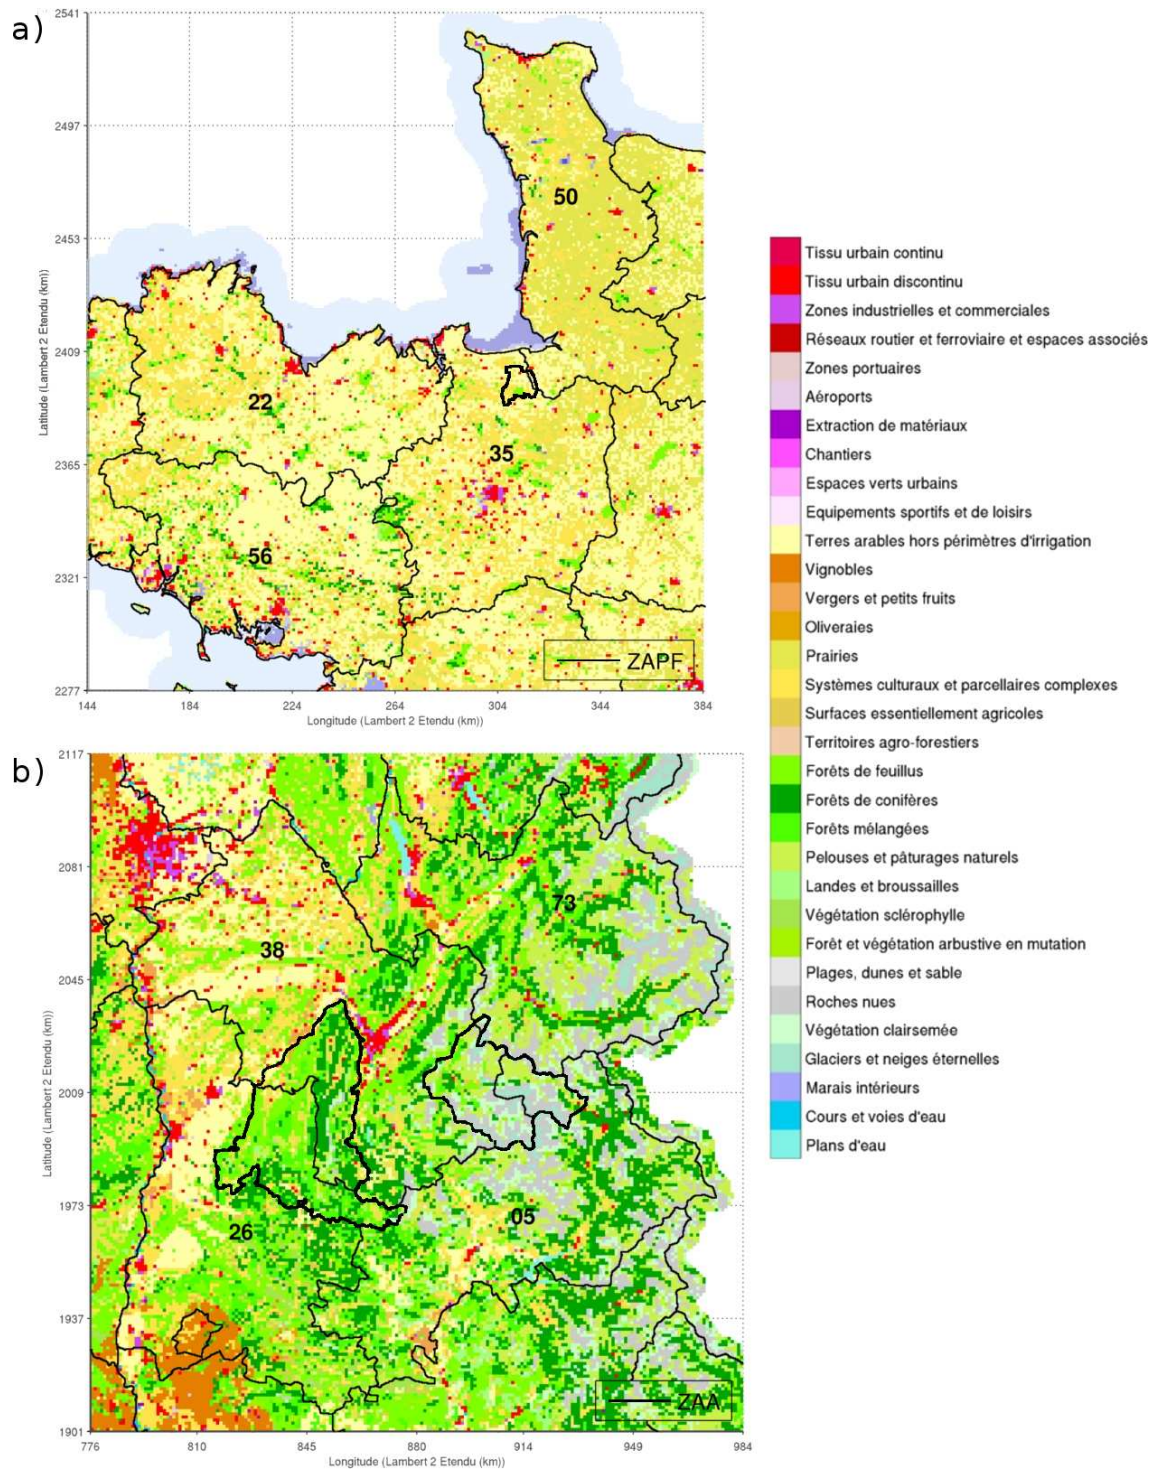 a)
2541
2497
2453
2409
2365
2321
2277
Latitude (Lambert 2 Etendu (km))
50
22
35
56
ZAPF
144 184 224 264 304 344 384
Longitude (Lambert 2 Etendu (km))
b)
2117
2081
2045
2009
1973
1937
1901
Latitude (Lambert 2 Etendu (km))
73
38
05
26
ZAA
776 810 845 880 914 949 984
Longitude (Lambert 2 Etendu (km))
Tissu urbain continu
Tissu urbain discontinu
Zones industrielles et commerciales
Réseaux routier et ferroviaire et espaces associés
Zones portuaires
Aéroports
Extraction de matériaux
Chantiers
Espaces verts urbains
Equipements sportifs et de loisirs
Terres arables hors périmètres d'irrigation
Vignobles
Vergers et petits fruits
Oliveraies
Prairies
Systèmes culturaux et parcellaires complexes
Surfaces essentiellement agricoles
Territoires agro-forestiers
Forêts de feuillus
Forêts de conifères
Forêts mélangées
Pelouses et pâturages naturels
Landes et broussailles
Végétation sclérophylle
Forêt et végétation arbustive en mutation
Plages, dunes et sable
Roches nues
Végétation clairsemée
Glaciers et neiges éternelles
Marais intérieurs
Cours et voies d'eau
Plans d'eau